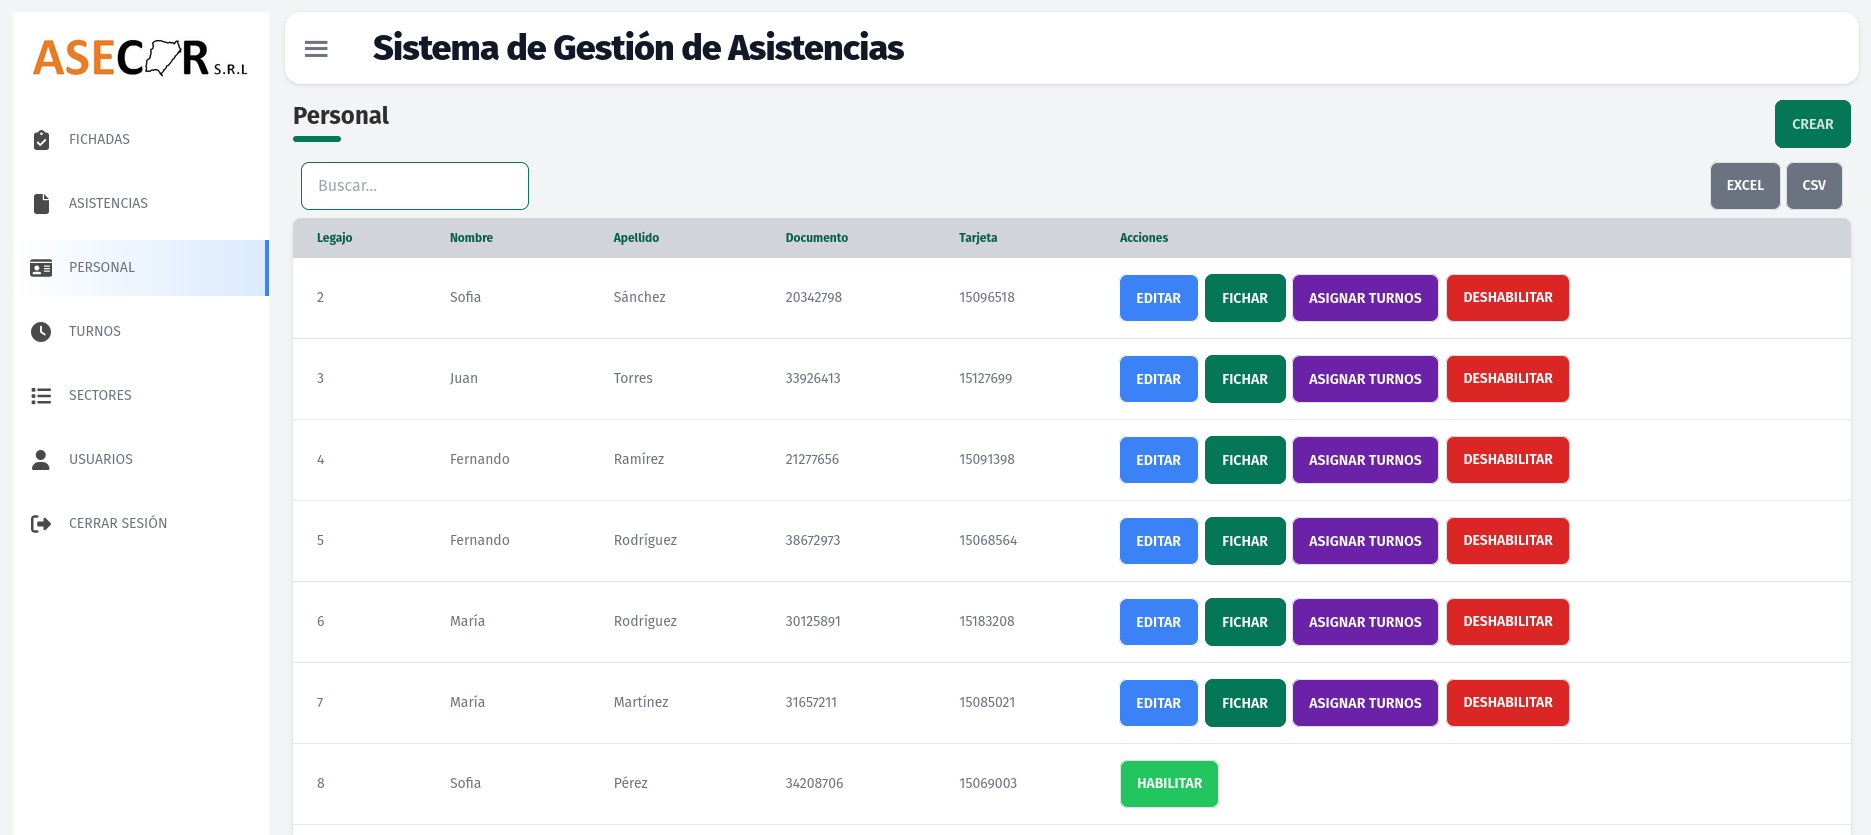 ASECOR S.R.L
FICHADAS
ASISTENCIAS
PERSONAL
TURNOS
SECTORES
USUARIOS
CERRAR SESIÓN
Sistema de Gestión de Asistencias
Personal
CREAR
Buscar...
EXCEL CSV
Legajo Nombre Apellido Documento Tarjeta Acciones
2 Sofia Sánchez 20342798 15096518 EDITAR FICHAR ASIGNAR TURNOS DESHABILITAR
3 Juan Torres 33926413 15127699 EDITAR FICHAR ASIGNAR TURNOS DESHABILITAR
4 Fernando Ramírez 21277656 15091398 EDITAR FICHAR ASIGNAR TURNOS DESHABILITAR
5 Fernando Rodríguez 38672973 15068564 EDITAR FICHAR ASIGNAR TURNOS DESHABILITAR
6 María Rodríguez 30125891 15183208 EDITAR FICHAR ASIGNAR TURNOS DESHABILITAR
7 María Martínez 31657211 15085021 EDITAR FICHAR ASIGNAR TURNOS DESHABILITAR
8 Sofia Pérez 34208706 15069003 HABILITAR